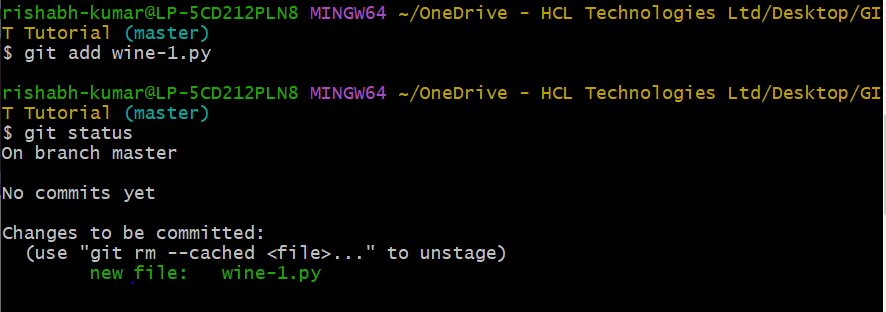 rishabh-kumar@LP-5CD212PLN8 MINGW64 ~/OneDrive - HCL Technologies Ltd/Desktop/GI
T Tutorial (master)
$ git add wine-1.py
rishabh-kumar@LP-5CD212PLN8 MINGW64 ~/OneDrive - HCL Technologies Ltd/Desktop/GI
T Tutorial (master)
$ git status
On branch master
No commits yet
Changes to be committed:
  (use "git rm --cached <file>..." to unstage)
        new file:   wine-1.py